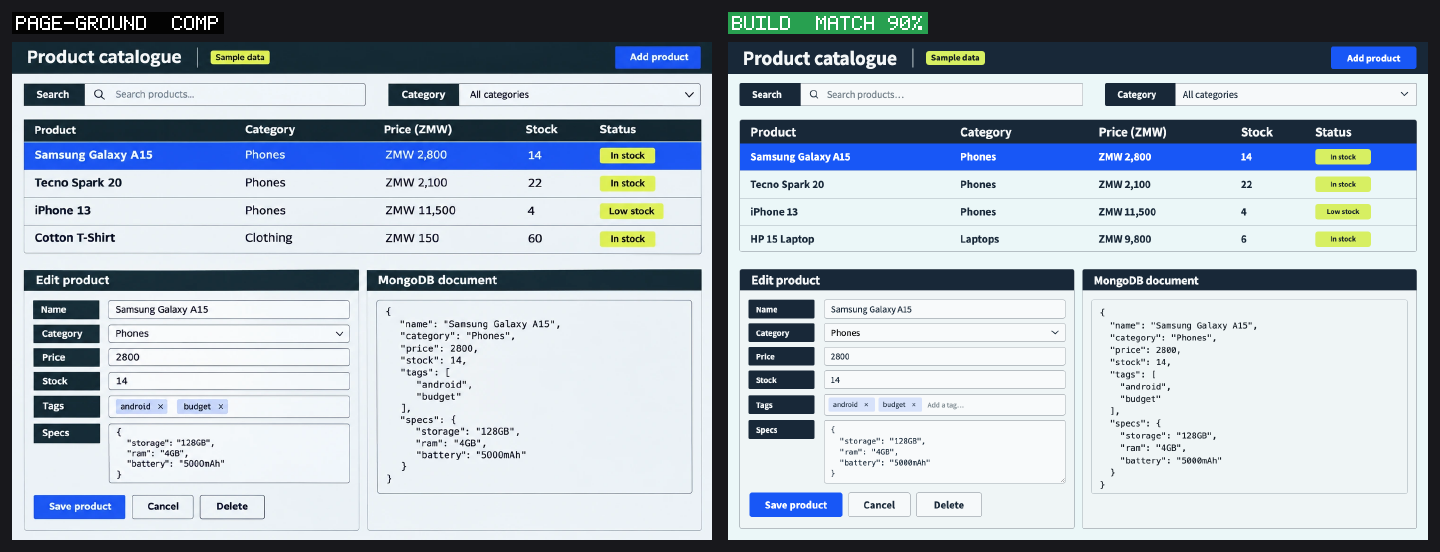 PAGE-GROUND COMP
Product catalogue
Sample data
Add product
Search
Search products...
Category
All categories
Product Category Price (ZMW) Stock Status
Samsung Galaxy A15 Phones ZMW 2,800 14 In stock
Tecno Spark 20 Phones ZMW 2,100 22 In stock
iPhone 13 Phones ZMW 11,500 4 Low stock
Cotton T-Shirt Clothing ZMW 150 60 In stock
Edit product
Name Samsung Galaxy A15
Category Phones
Price 2800
Stock 14
Tags android × budget ×
Specs {
"storage": "128GB",
"ram": "4GB",
"battery": "5000mAh"
}
Save product Cancel Delete
MongoDB document
{
"name": "Samsung Galaxy A15",
"category": "Phones",
"price": 2800,
"stock": 14,
"tags": [
"android",
"budget"
],
"specs": {
"storage": "128GB",
"ram": "4GB",
"battery": "5000mAh"
}
}
BUILD MATCH 90%
Product catalogue
Sample data
Add product
Search
Search products...
Category
All categories
Product Category Price (ZMW) Stock Status
Samsung Galaxy A15 Phones ZMW 2,800 14 In stock
Tecno Spark 20 Phones ZMW 2,100 22 In stock
iPhone 13 Phones ZMW 11,500 4 Low stock
HP 15 Laptop Laptops ZMW 9,800 6 In stock
Edit product
Name Samsung Galaxy A15
Category Phones
Price 2800
Stock 14
Tags android × budget × Add a tag...
Specs {
"storage": "128GB",
"ram": "4GB",
"battery": "5000mAh"
}
Save product Cancel Delete
MongoDB document
{
"name": "Samsung Galaxy A15",
"category": "Phones",
"price": 2800,
"stock": 14,
"tags": [
"android",
"budget"
],
"specs": {
"storage": "128GB",
"ram": "4GB",
"battery": "5000mAh"
}
}